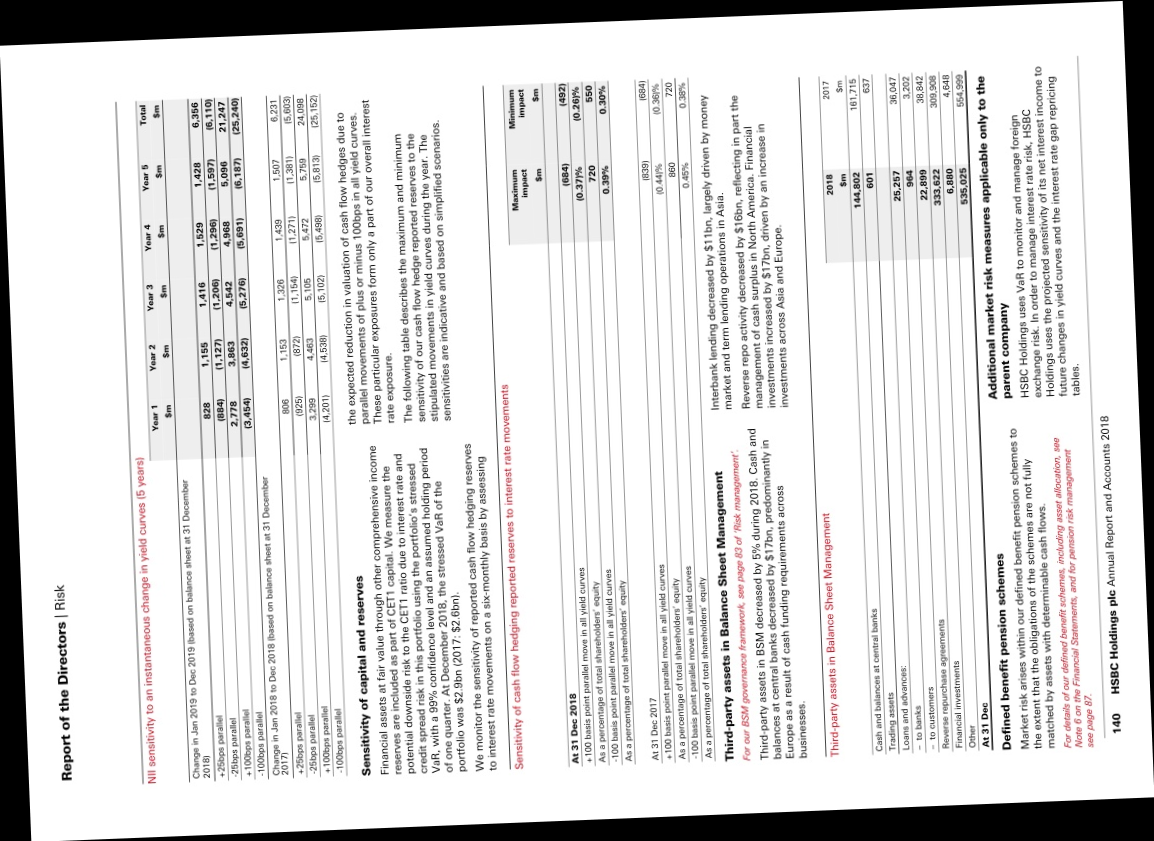 Report of the Directors | Risk
NII sensitivity to an instantaneous change in yield curves (5 years)
Year 1 Year 2 Year 3 Year 4 Year 5 Total
$m $m $m $m $m $m
Change in Jan 2019 to Dec 2019 (based on balance sheet at 31 December
2018)
+25bps parallel 828 1,155 1,416 1,529 1,428 6,356
-25bps parallel (884) (1,127) (1,206) (1,296) (1,597) (6,110)
+100bps parallel 2,778 3,863 4,542 4,968 5,096 21,247
-100bps parallel (3,454) (4,632) (5,276) (5,691) (6,187) (25,240)
Change in Jan 2018 to Dec 2018 (based on balance sheet at 31 December
2017)
+25bps parallel 806 1,153 1,326 1,439 1,507 6,231
-25bps parallel (925) (872) (1,154) (1,271) (1,381) (5,603)
+100bps parallel 3,299 4,463 5,105 5,472 5,759 24,098
-100bps parallel (4,201) (4,538) (5,102) (5,498) (5,813) (25,152)
Sensitivity of capital and reserves
Financial assets at fair value through other comprehensive income
reserves are included as part of CET1 capital. We measure the
potential downside risk to the CET1 ratio due to interest rate and
credit spread risk in this portfolio using the portfolio's stressed
VaR, with a 99% confidence level and an assumed holding period
of one quarter. At December 2018, the stressed VaR of the
portfolio was $2.9bn (2017: $2.6bn).
We monitor the sensitivity of reported cash flow hedging reserves
to interest rate movements on a six-monthly basis by assessing
the expected reduction in valuation of cash flow hedges due to
parallel movements of plus or minus 100bps in all yield curves.
These particular exposures form only a part of our overall interest
rate exposure.
The following table describes the maximum and minimum
sensitivity of our cash flow hedge reported reserves to the
stipulated movements in yield curves during the year. The
sensitivities are indicative and based on simplified scenarios.
Sensitivity of cash flow hedging reported reserves to interest rate movements
Maximum Minimum
impact impact
$m $m
At 31 Dec 2018
+100 basis point parallel move in all yield curves (684) (492)
As a percentage of total shareholders' equity (0.37)% (0.26)%
-100 basis point parallel move in all yield curves 720 550
As a percentage of total shareholders' equity 0.39% 0.30%
At 31 Dec 2017
+100 basis point parallel move in all yield curves (839) (684)
As a percentage of total shareholders' equity (0.44)% (0.36)%
-100 basis point parallel move in all yield curves 860 720
As a percentage of total shareholders' equity 0.45% 0.38%
Third-party assets in Balance Sheet Management
For our BSM governance framework, see page 83 of 'Risk management'.
Third-party assets in BSM decreased by 5% during 2018. Cash and
balances at central banks decreased by $17bn, predominantly in
Europe as a result of cash funding requirements across
businesses.
Interbank lending decreased by $11bn, largely driven by money
market and term lending operations in Asia.
Reverse repo activity decreased by $16bn, reflecting in part the
management of cash surplus in North America. Financial
investments increased by $17bn, driven by an increase in
investments across Asia and Europe.
Third-party assets in Balance Sheet Management
2018 2017
$m $m
Cash and balances at central banks 144,802 161,715
Trading assets 601 637
Loans and advances:
– to banks 25,257 36,047
– to customers 964 3,202
Reverse repurchase agreements 22,899 38,842
Financial investments 333,622 309,908
Other 6,880 4,648
At 31 Dec 535,025 554,999
Defined benefit pension schemes
Market risk arises within our defined benefit pension schemes to
the extent that the obligations of the schemes are not fully
matched by assets with determinable cash flows.
For details of our defined benefit schemes, including asset allocation, see
Note 6 on the Financial Statements, and for pension risk management
see page 87.
Additional market risk measures applicable only to the
parent company
HSBC Holdings uses VaR to monitor and manage foreign
exchange risk. In order to manage interest rate risk, HSBC
Holdings uses the projected sensitivity of its net interest income to
future changes in yield curves and the interest rate gap repricing
tables.
140 HSBC Holdings plc Annual Report and Accounts 2018